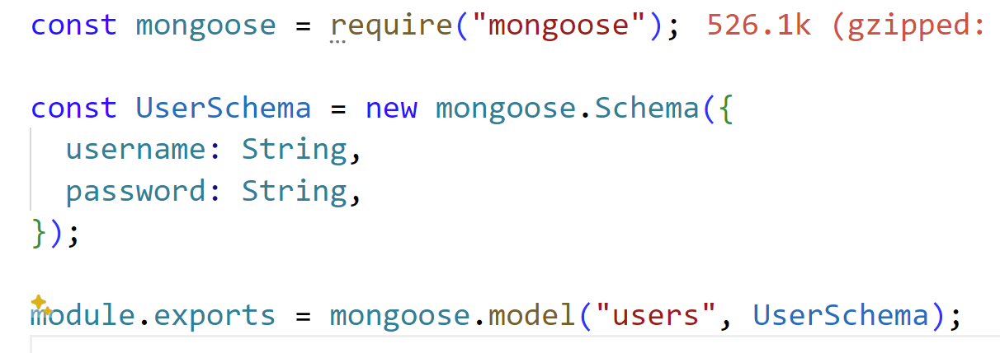 const mongoose = require("mongoose"); 526.1k (gzipped:
const UserSchema = new mongoose.Schema({
  username: String,
  password: String,
});
module.exports = mongoose.model("users", UserSchema);